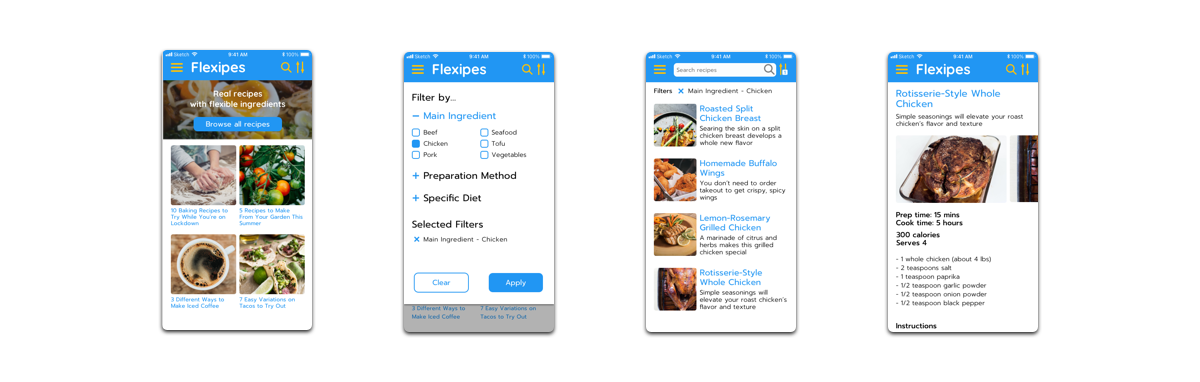 Sketch 9:41 AM 100%
Flexipes
Real recipes
with flexible ingredients
Browse all recipes
10 Baking Recipes to
Try While You're on
Lockdown
5 Recipes to Make
From Your Garden This
Summer
3 Different Ways to
Make Iced Coffee
7 Easy Variations on
Tacos to Try Out
Sketch 9:41 AM 100%
Flexipes
Filter by...
Main Ingredient
Beef Seafood
Chicken Tofu
Pork Vegetables
+ Preparation Method
+ Specific Diet
Selected Filters
× Main Ingredient - Chicken
Clear Apply
3 Different Ways to
Make Iced Coffee
7 Easy Variations on
Tacos to Try Out
Sketch 9:41 AM 100%
Search recipes
Filters × Main Ingredient - Chicken
Roasted Split
Chicken Breast
Searing the skin on a split
chicken breast develops a
whole new flavor
Homemade Buffalo
Wings
You don't need to order
takeout to get crispy, spicy
wings
Lemon-Rosemary
Grilled Chicken
A marinade of citrus and
herbs makes this grilled
chicken special
Rotisserie-Style
Whole Chicken
Simple seasonings will
elevate your roast chicken's
flavor and texture
Sketch 9:41 AM 100%
Flexipes
Rotisserie-Style Whole
Chicken
Simple seasonings will elevate your roast
chicken's flavor and texture
Prep time: 15 mins
Cook time: 5 hours
300 calories
Serves 4
- 1 whole chicken (about 4 lbs)
- 2 teaspoons salt
- 1 teaspoon paprika
- 1/2 teaspoon garlic powder
- 1/2 teaspoon onion powder
- 1/2 teaspoon black pepper
Instructions